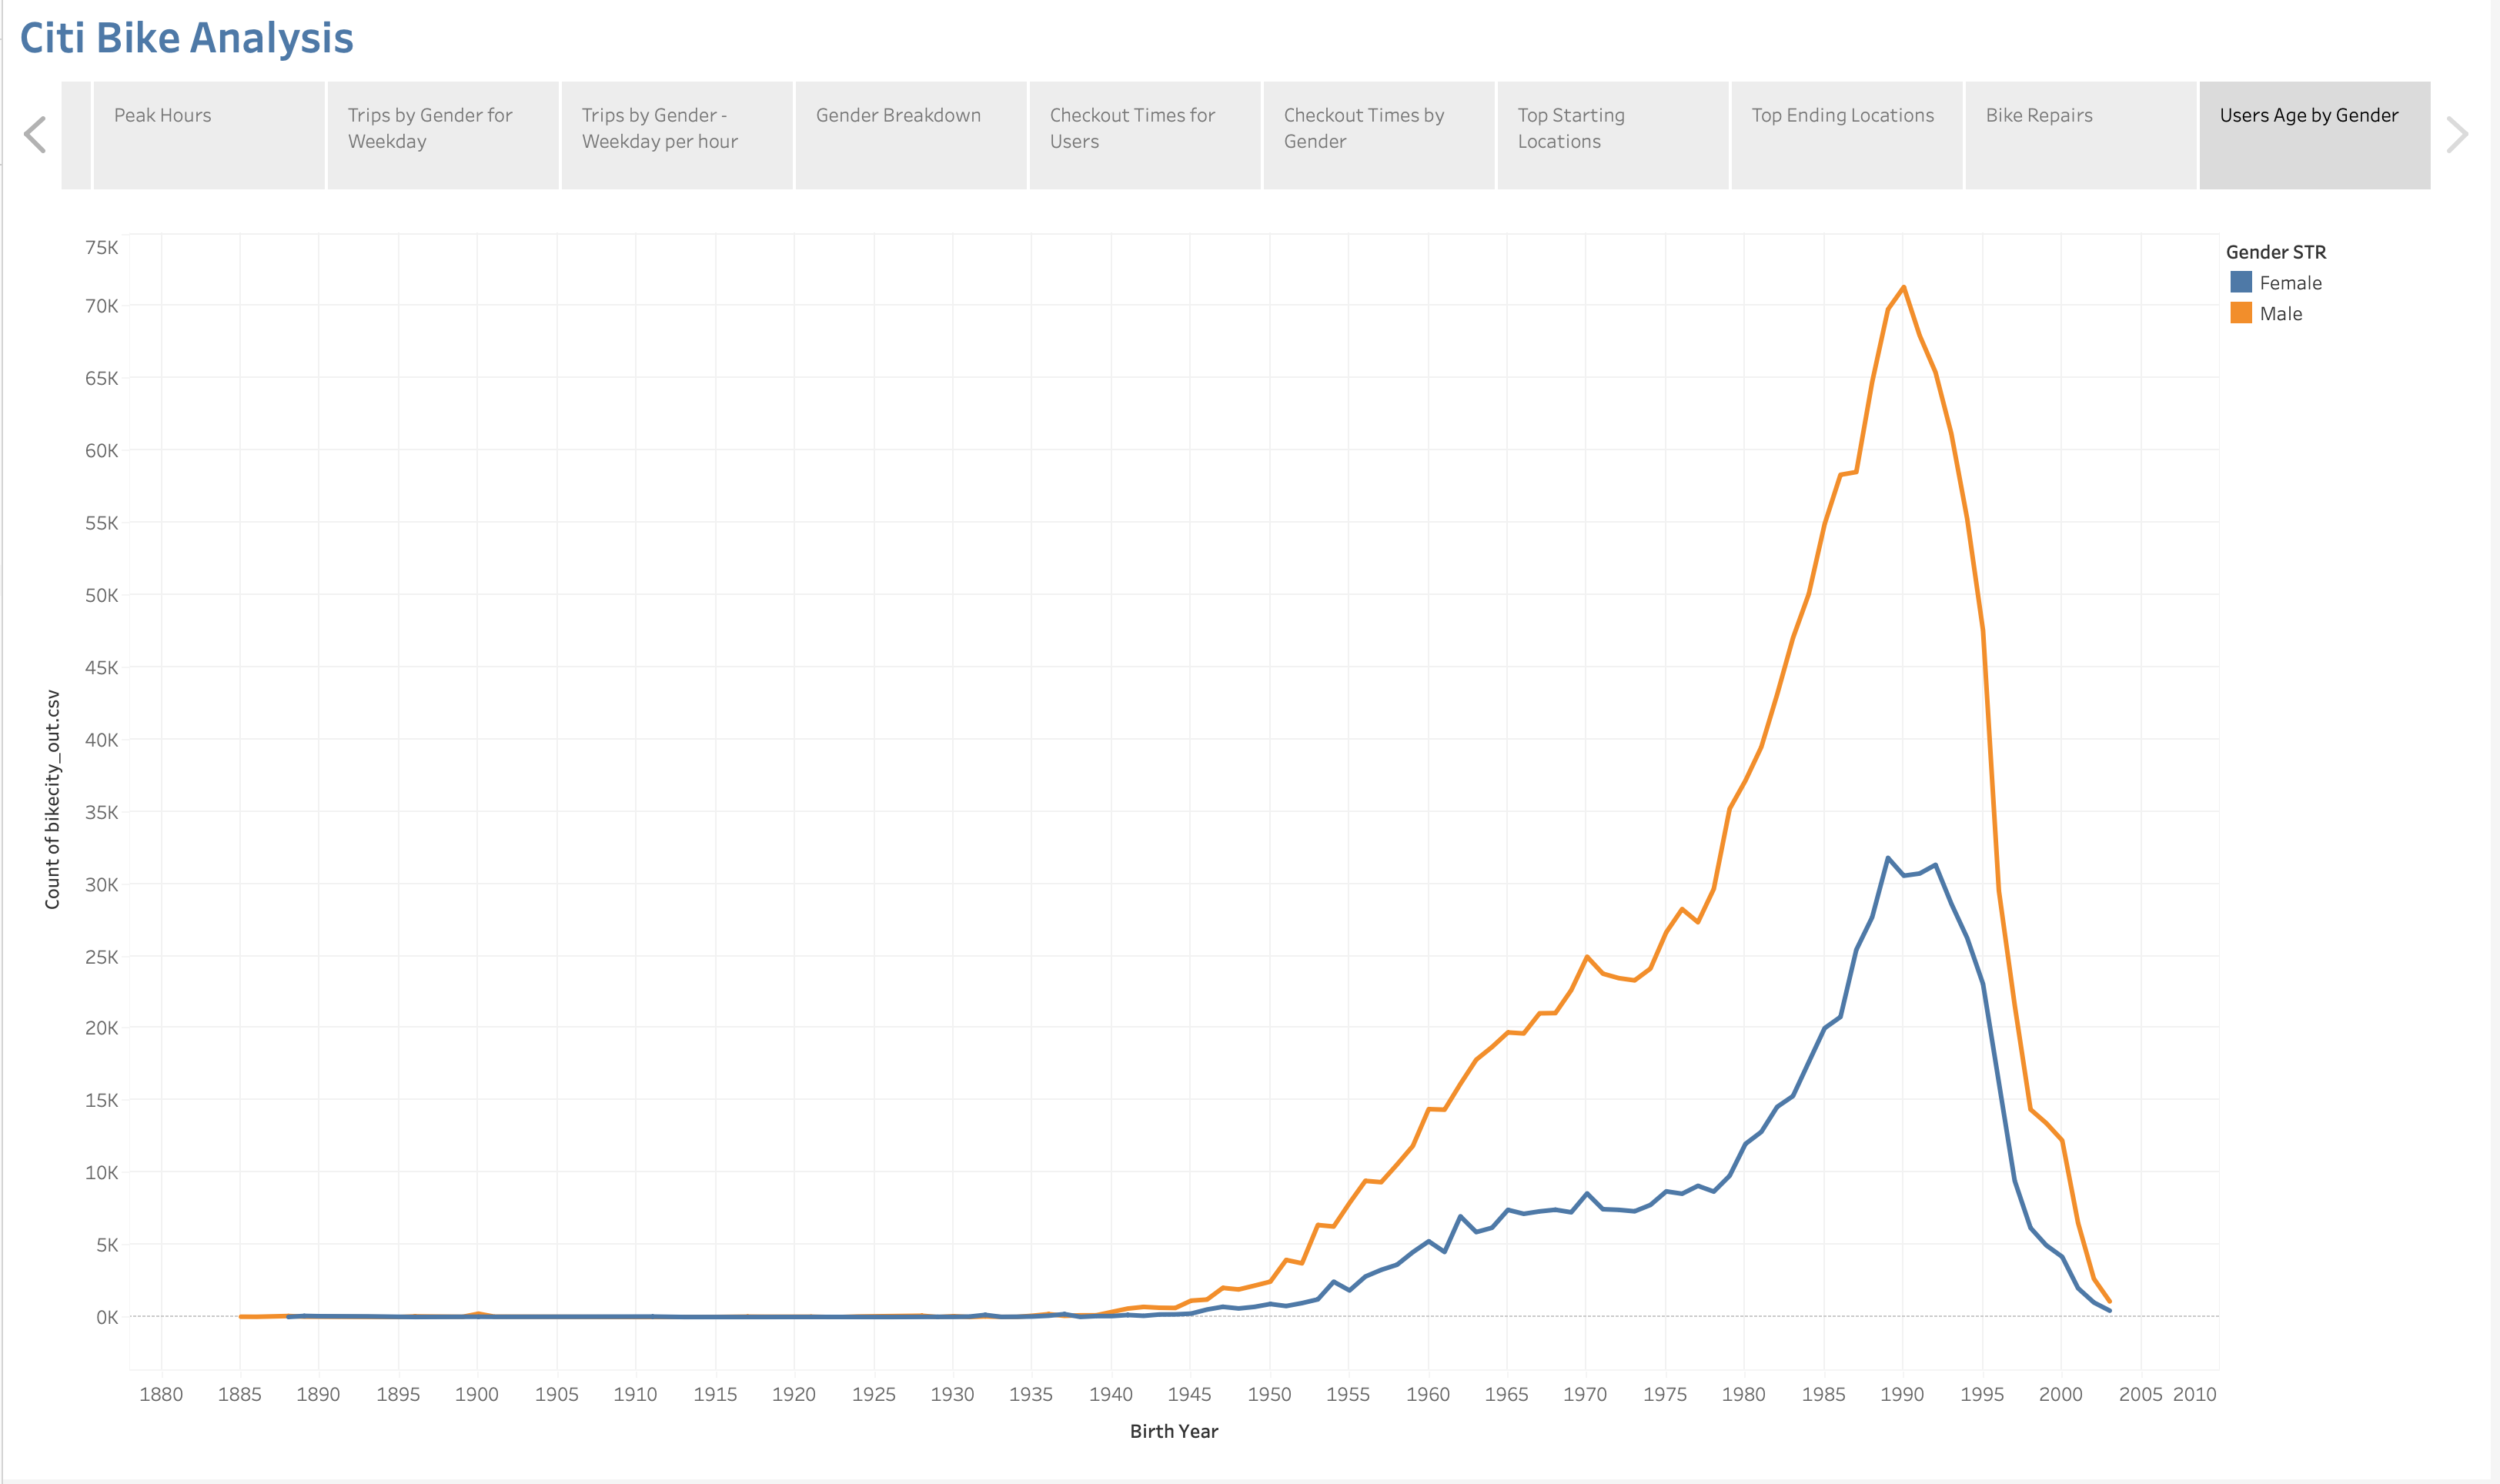 Citi Bike Analysis
Peak Hours
Trips by Gender for
Weekday
Trips by Gender -
Weekday per hour
Gender Breakdown
Checkout Times for
Users
Checkout Times by
Gender
Top Starting
Locations
Top Ending Locations
Bike Repairs
Users Age by Gender
Gender STR
Female
Male
75K
70K
65K
60K
55K
50K
45K
40K
35K
30K
25K
20K
15K
10K
5K
0K
Count of bikecity_out.csv
1880 1885 1890 1895 1900 1905 1910 1915 1920 1925 1930 1935 1940 1945 1950 1955 1960 1965 1970 1975 1980 1985 1990 1995 2000 2005 2010
Birth Year